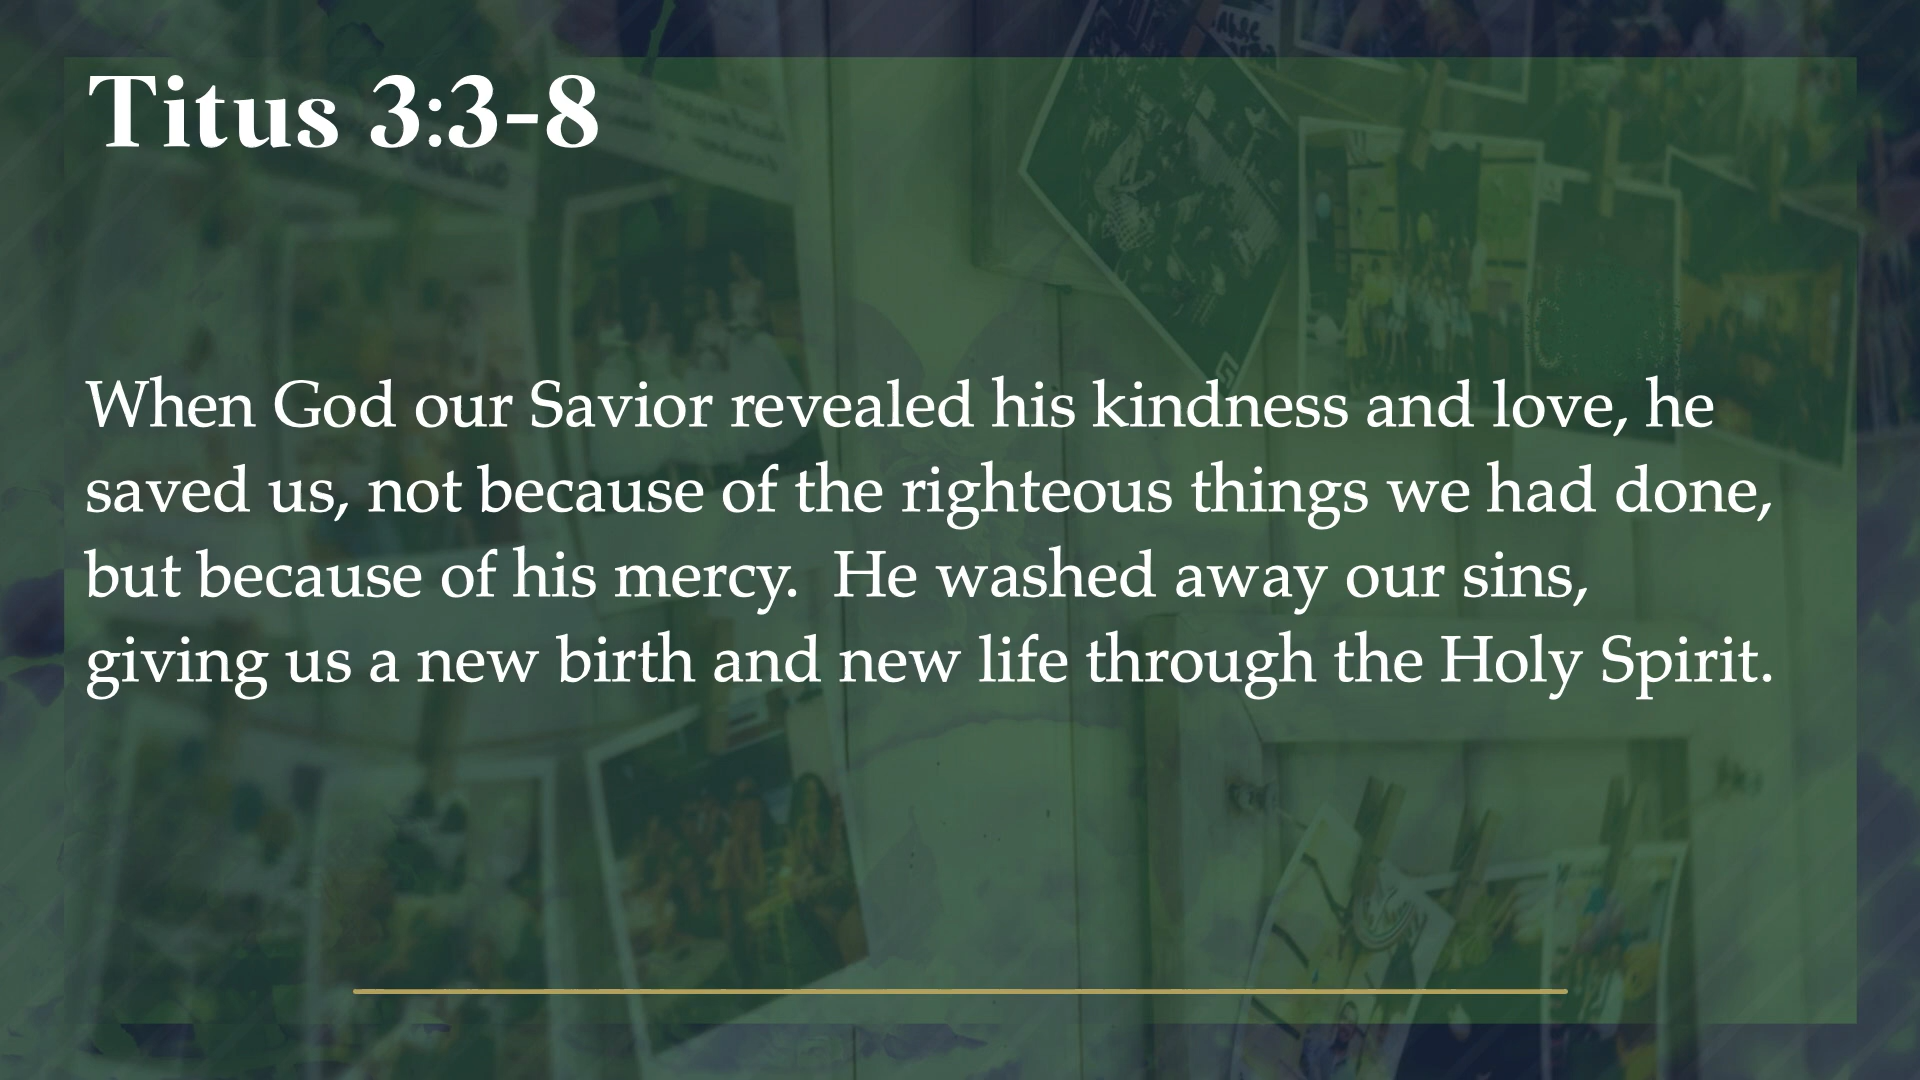 Titus 3:3-8
When God our Savior revealed his kindness and love, he
saved us, not because of the righteous things we had done,
but because of his mercy.  He washed away our sins,
giving us a new birth and new life through the Holy Spirit.